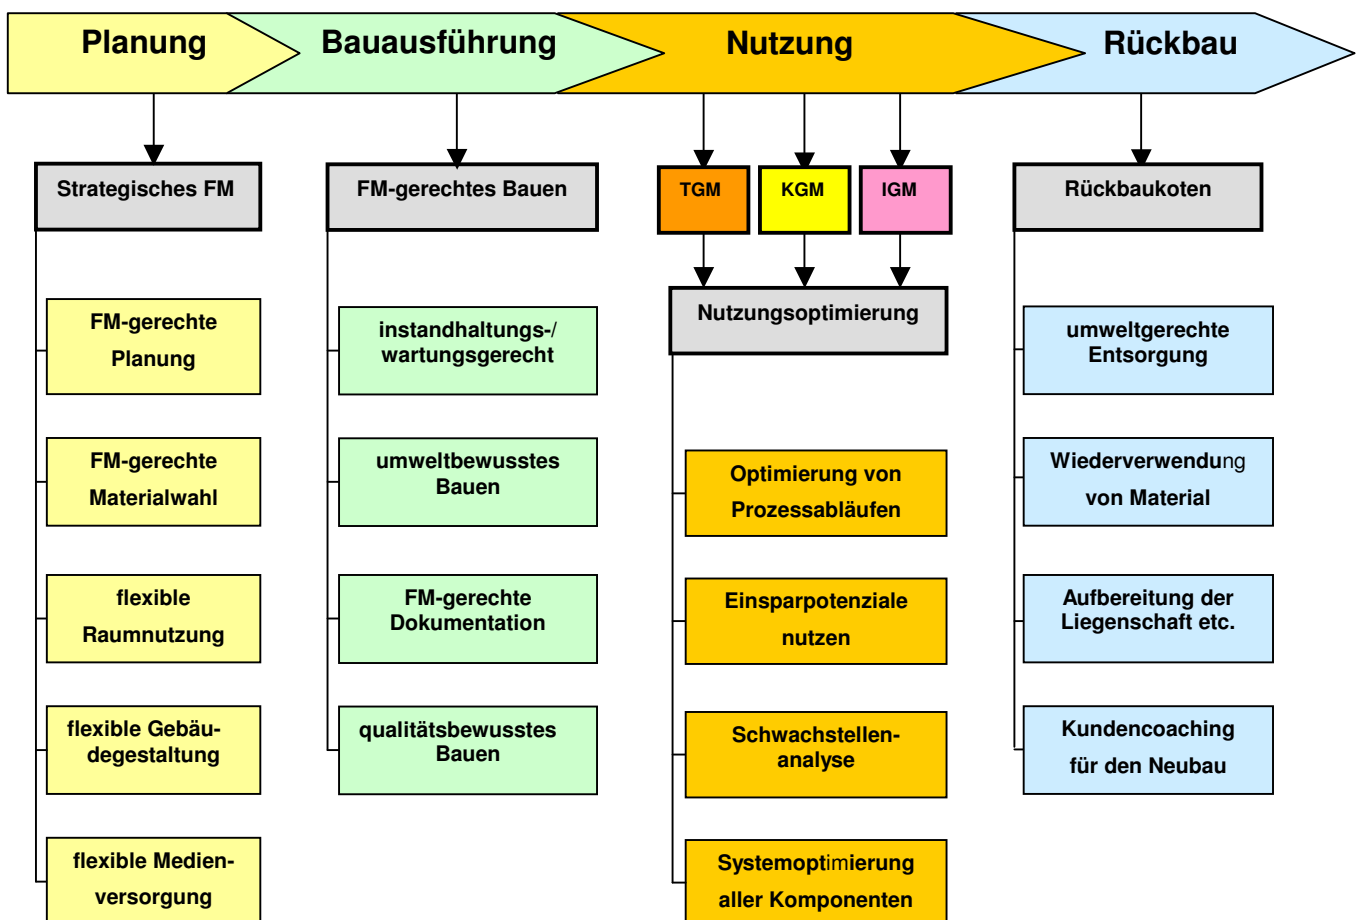 Planung
Bauausführung
Nutzung
Rückbau
Strategisches FM
FM-gerechtes Bauen
TGM
KGM
IGM
Rückbaukoten
Nutzungsoptimierung
FM-gerechte
Planung
FM-gerechte
Materialwahl
flexible
Raumnutzung
flexible Gebäu-
degestaltung
flexible Medien-
versorgung
instandhaltungs-/
wartungsgerecht
umweltbewusstes
Bauen
FM-gerechte
Dokumentation
qualitätsbewusstes
Bauen
Optimierung von
Prozessabläufen
Einsparpotenziale
nutzen
Schwachstellen-
analyse
Systemoptimierung
aller Komponenten
umweltgerechte
Entsorgung
Wiederverwendung
von Material
Aufbereitung der
Liegenschaft etc.
Kundencoaching
für den Neubau